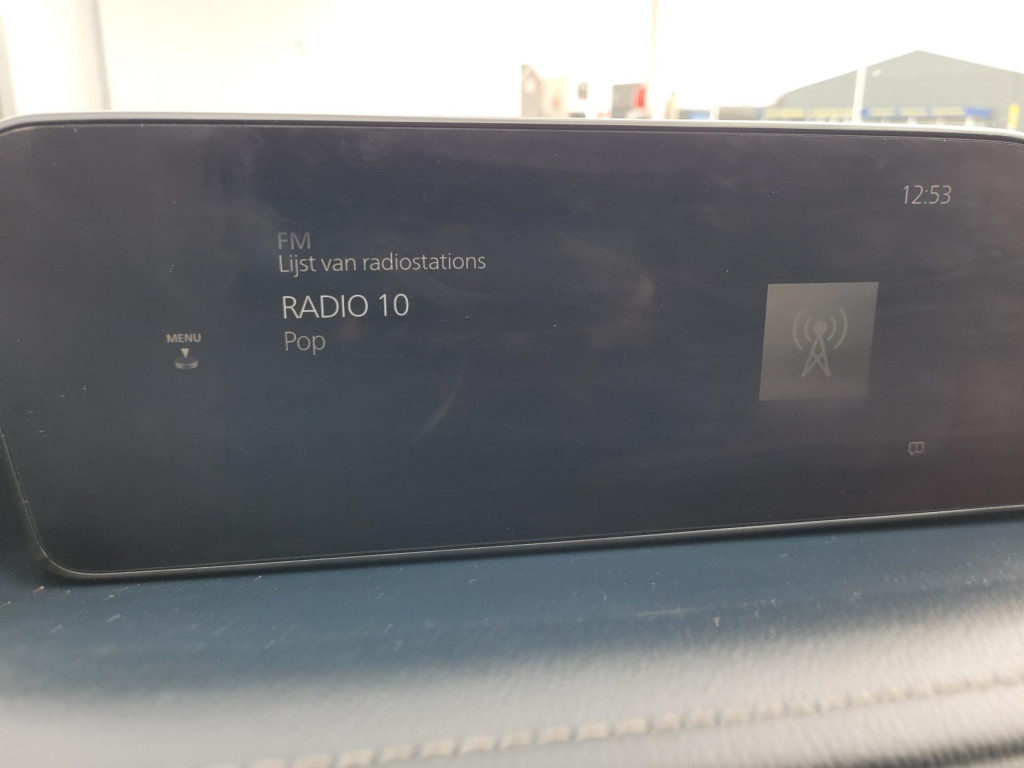 12:53
FM
Lijst van radiostations
RADIO 10
Pop
MENU